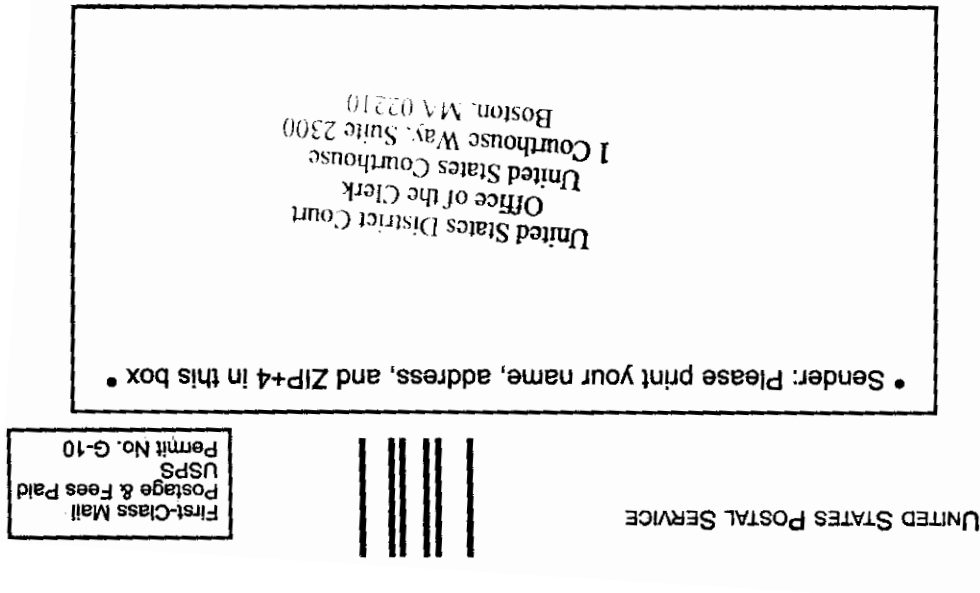 UNITED STATES POSTAL SERVICE
First-Class Mail
Postage & Fees Paid
USPS
Permit No. G-10
• Sender: Please print your name, address, and ZIP+4 in this box •
United States District Court
Office of the Clerk
United States Courthouse
1 Courthouse Way, Suite 2300
Boston, MA 02210